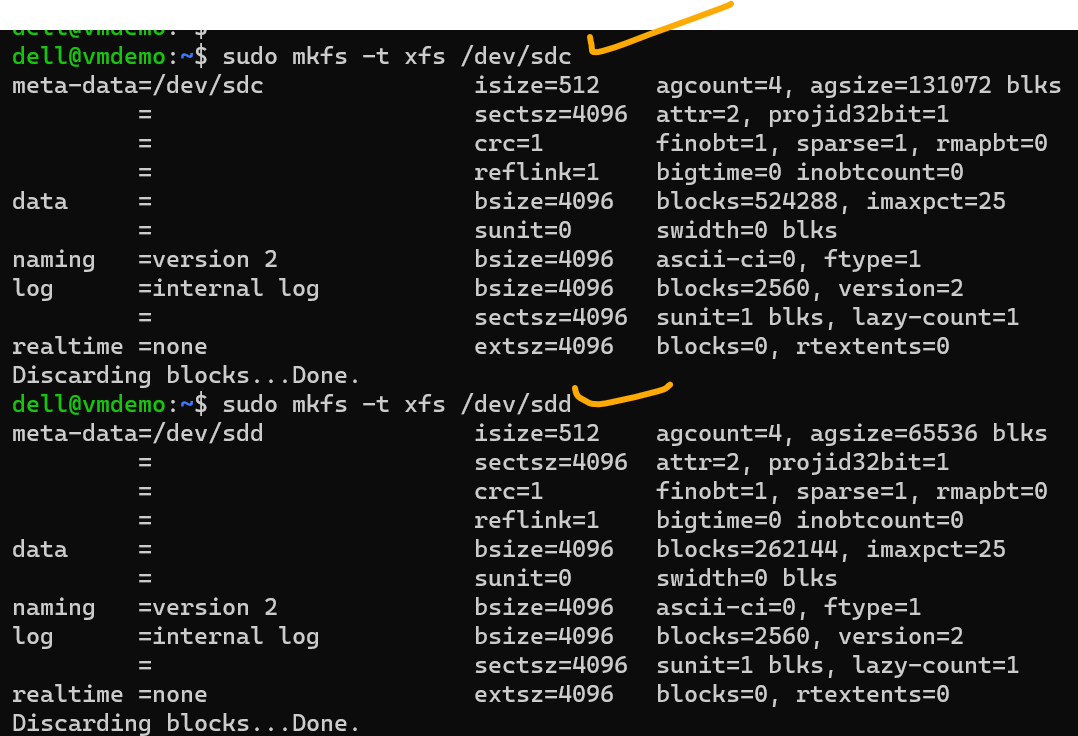 dell@vmdemo:~$
dell@vmdemo:~$ sudo mkfs -t xfs /dev/sdc
meta-data=/dev/sdc               isize=512    agcount=4, agsize=131072 blks
         =                       sectsz=4096  attr=2, projid32bit=1
         =                       crc=1        finobt=1, sparse=1, rmapbt=0
         =                       reflink=1    bigtime=0 inobtcount=0
data     =                       bsize=4096   blocks=524288, imaxpct=25
         =                       sunit=0      swidth=0 blks
naming   =version 2              bsize=4096   ascii-ci=0, ftype=1
log      =internal log           bsize=4096   blocks=2560, version=2
         =                       sectsz=4096  sunit=1 blks, lazy-count=1
realtime =none                   extsz=4096   blocks=0, rtextents=0
Discarding blocks...Done.
dell@vmdemo:~$ sudo mkfs -t xfs /dev/sdd
meta-data=/dev/sdd               isize=512    agcount=4, agsize=65536 blks
         =                       sectsz=4096  attr=2, projid32bit=1
         =                       crc=1        finobt=1, sparse=1, rmapbt=0
         =                       reflink=1    bigtime=0 inobtcount=0
data     =                       bsize=4096   blocks=262144, imaxpct=25
         =                       sunit=0      swidth=0 blks
naming   =version 2              bsize=4096   ascii-ci=0, ftype=1
log      =internal log           bsize=4096   blocks=2560, version=2
         =                       sectsz=4096  sunit=1 blks, lazy-count=1
realtime =none                   extsz=4096   blocks=0, rtextents=0
Discarding blocks...Done.